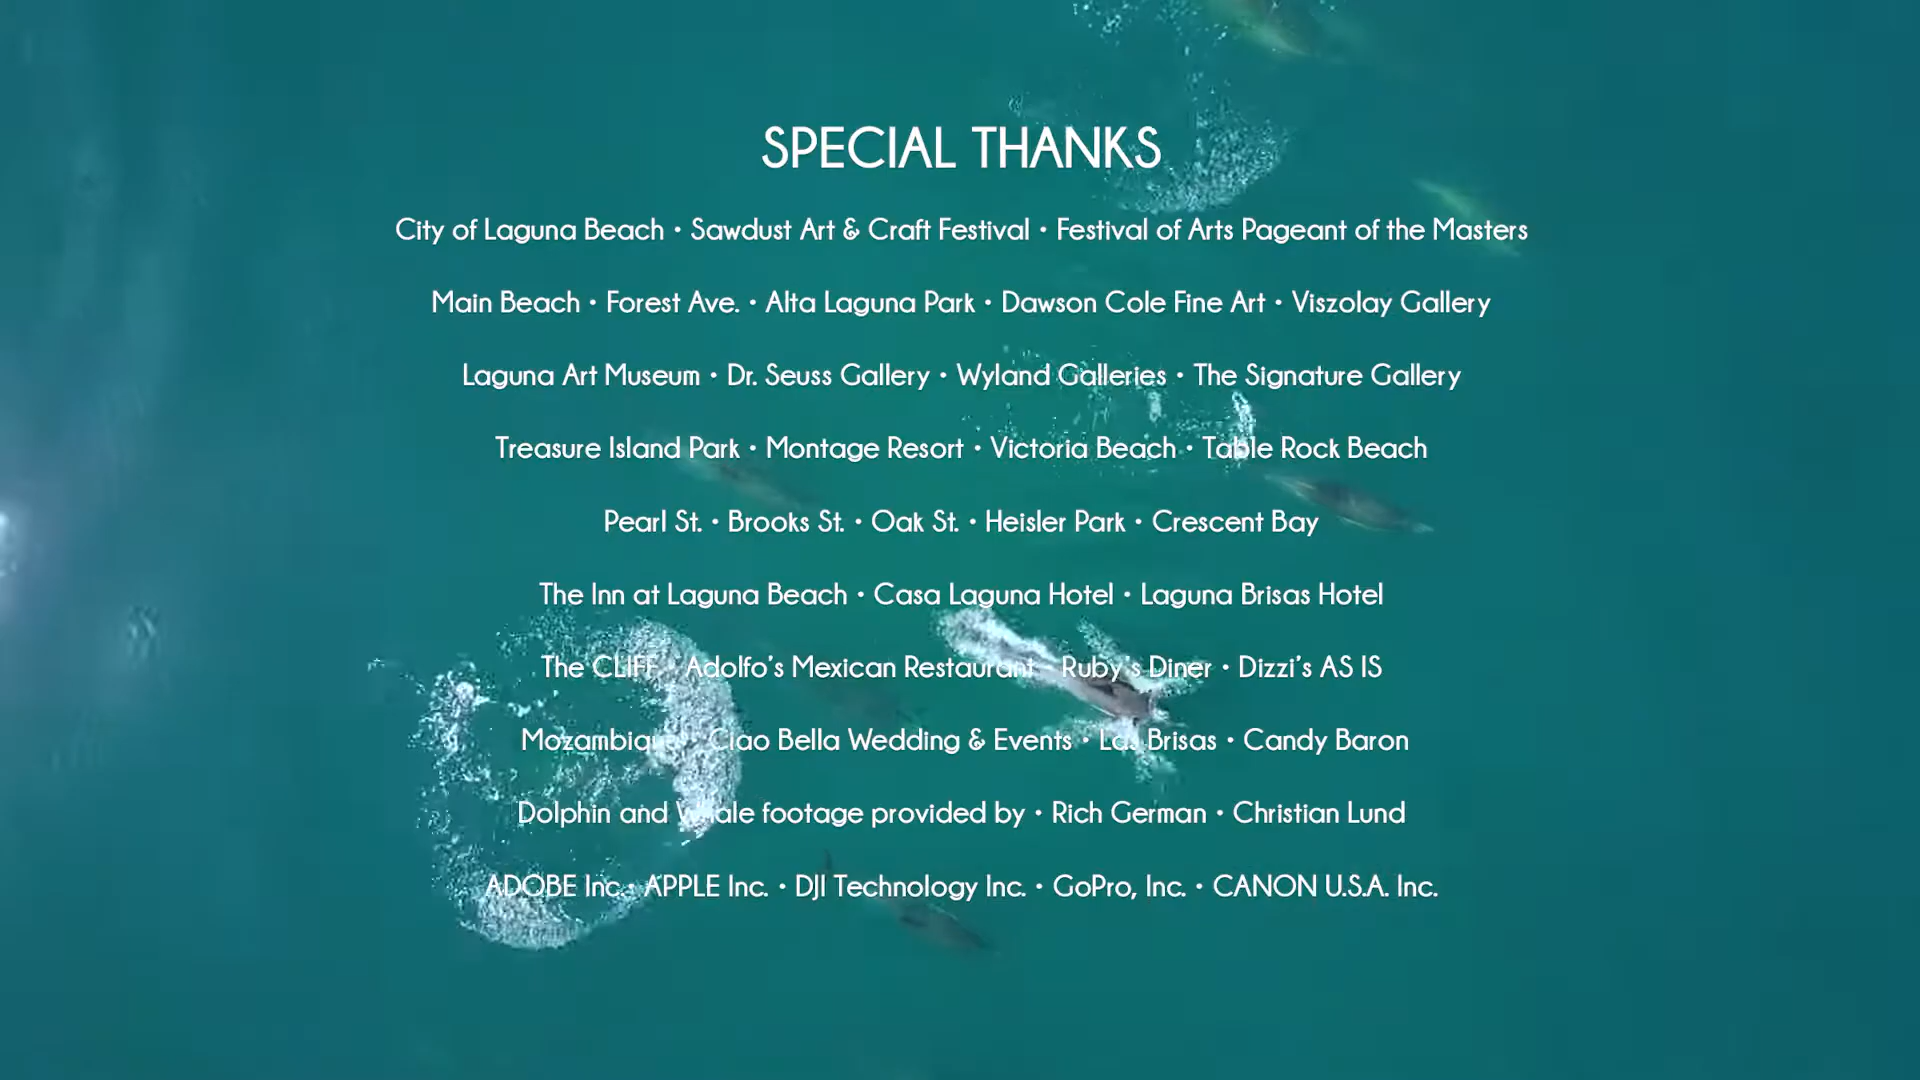 SPECIAL THANKS
City of Laguna Beach • Sawdust Art & Craft Festival • Festival of Arts Pageant of the Masters
Main Beach • Forest Ave. • Alta Laguna Park • Dawson Cole Fine Art • Viszolay Gallery
Laguna Art Museum • Dr. Seuss Gallery • Wyland Galleries • The Signature Gallery
Treasure Island Park • Montage Resort • Victoria Beach • Table Rock Beach
Pearl St. • Brooks St. • Oak St. • Heisler Park • Crescent Bay
The Inn at Laguna Beach • Casa Laguna Hotel • Laguna Brisas Hotel
The CLIFF • Adolfo's Mexican Restaurant • Ruby's Diner • Dizzi's AS IS
Mozambique • Ciao Bella Wedding & Events • Las Brisas • Candy Baron
Dolphin and Whale footage provided by • Rich German • Christian Lund
ADOBE Inc. • APPLE Inc. • DJI Technology Inc. • GoPro, Inc. • CANON U.S.A. Inc.